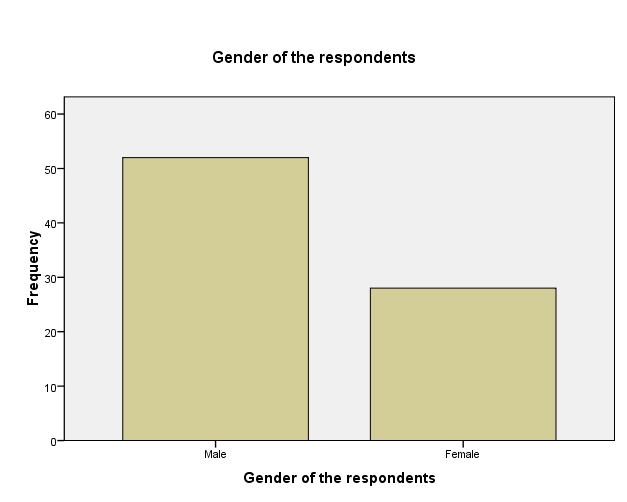 Gender of the respondents
60
50
40
30
20
10
0
Frequency
Male Female
Gender of the respondents